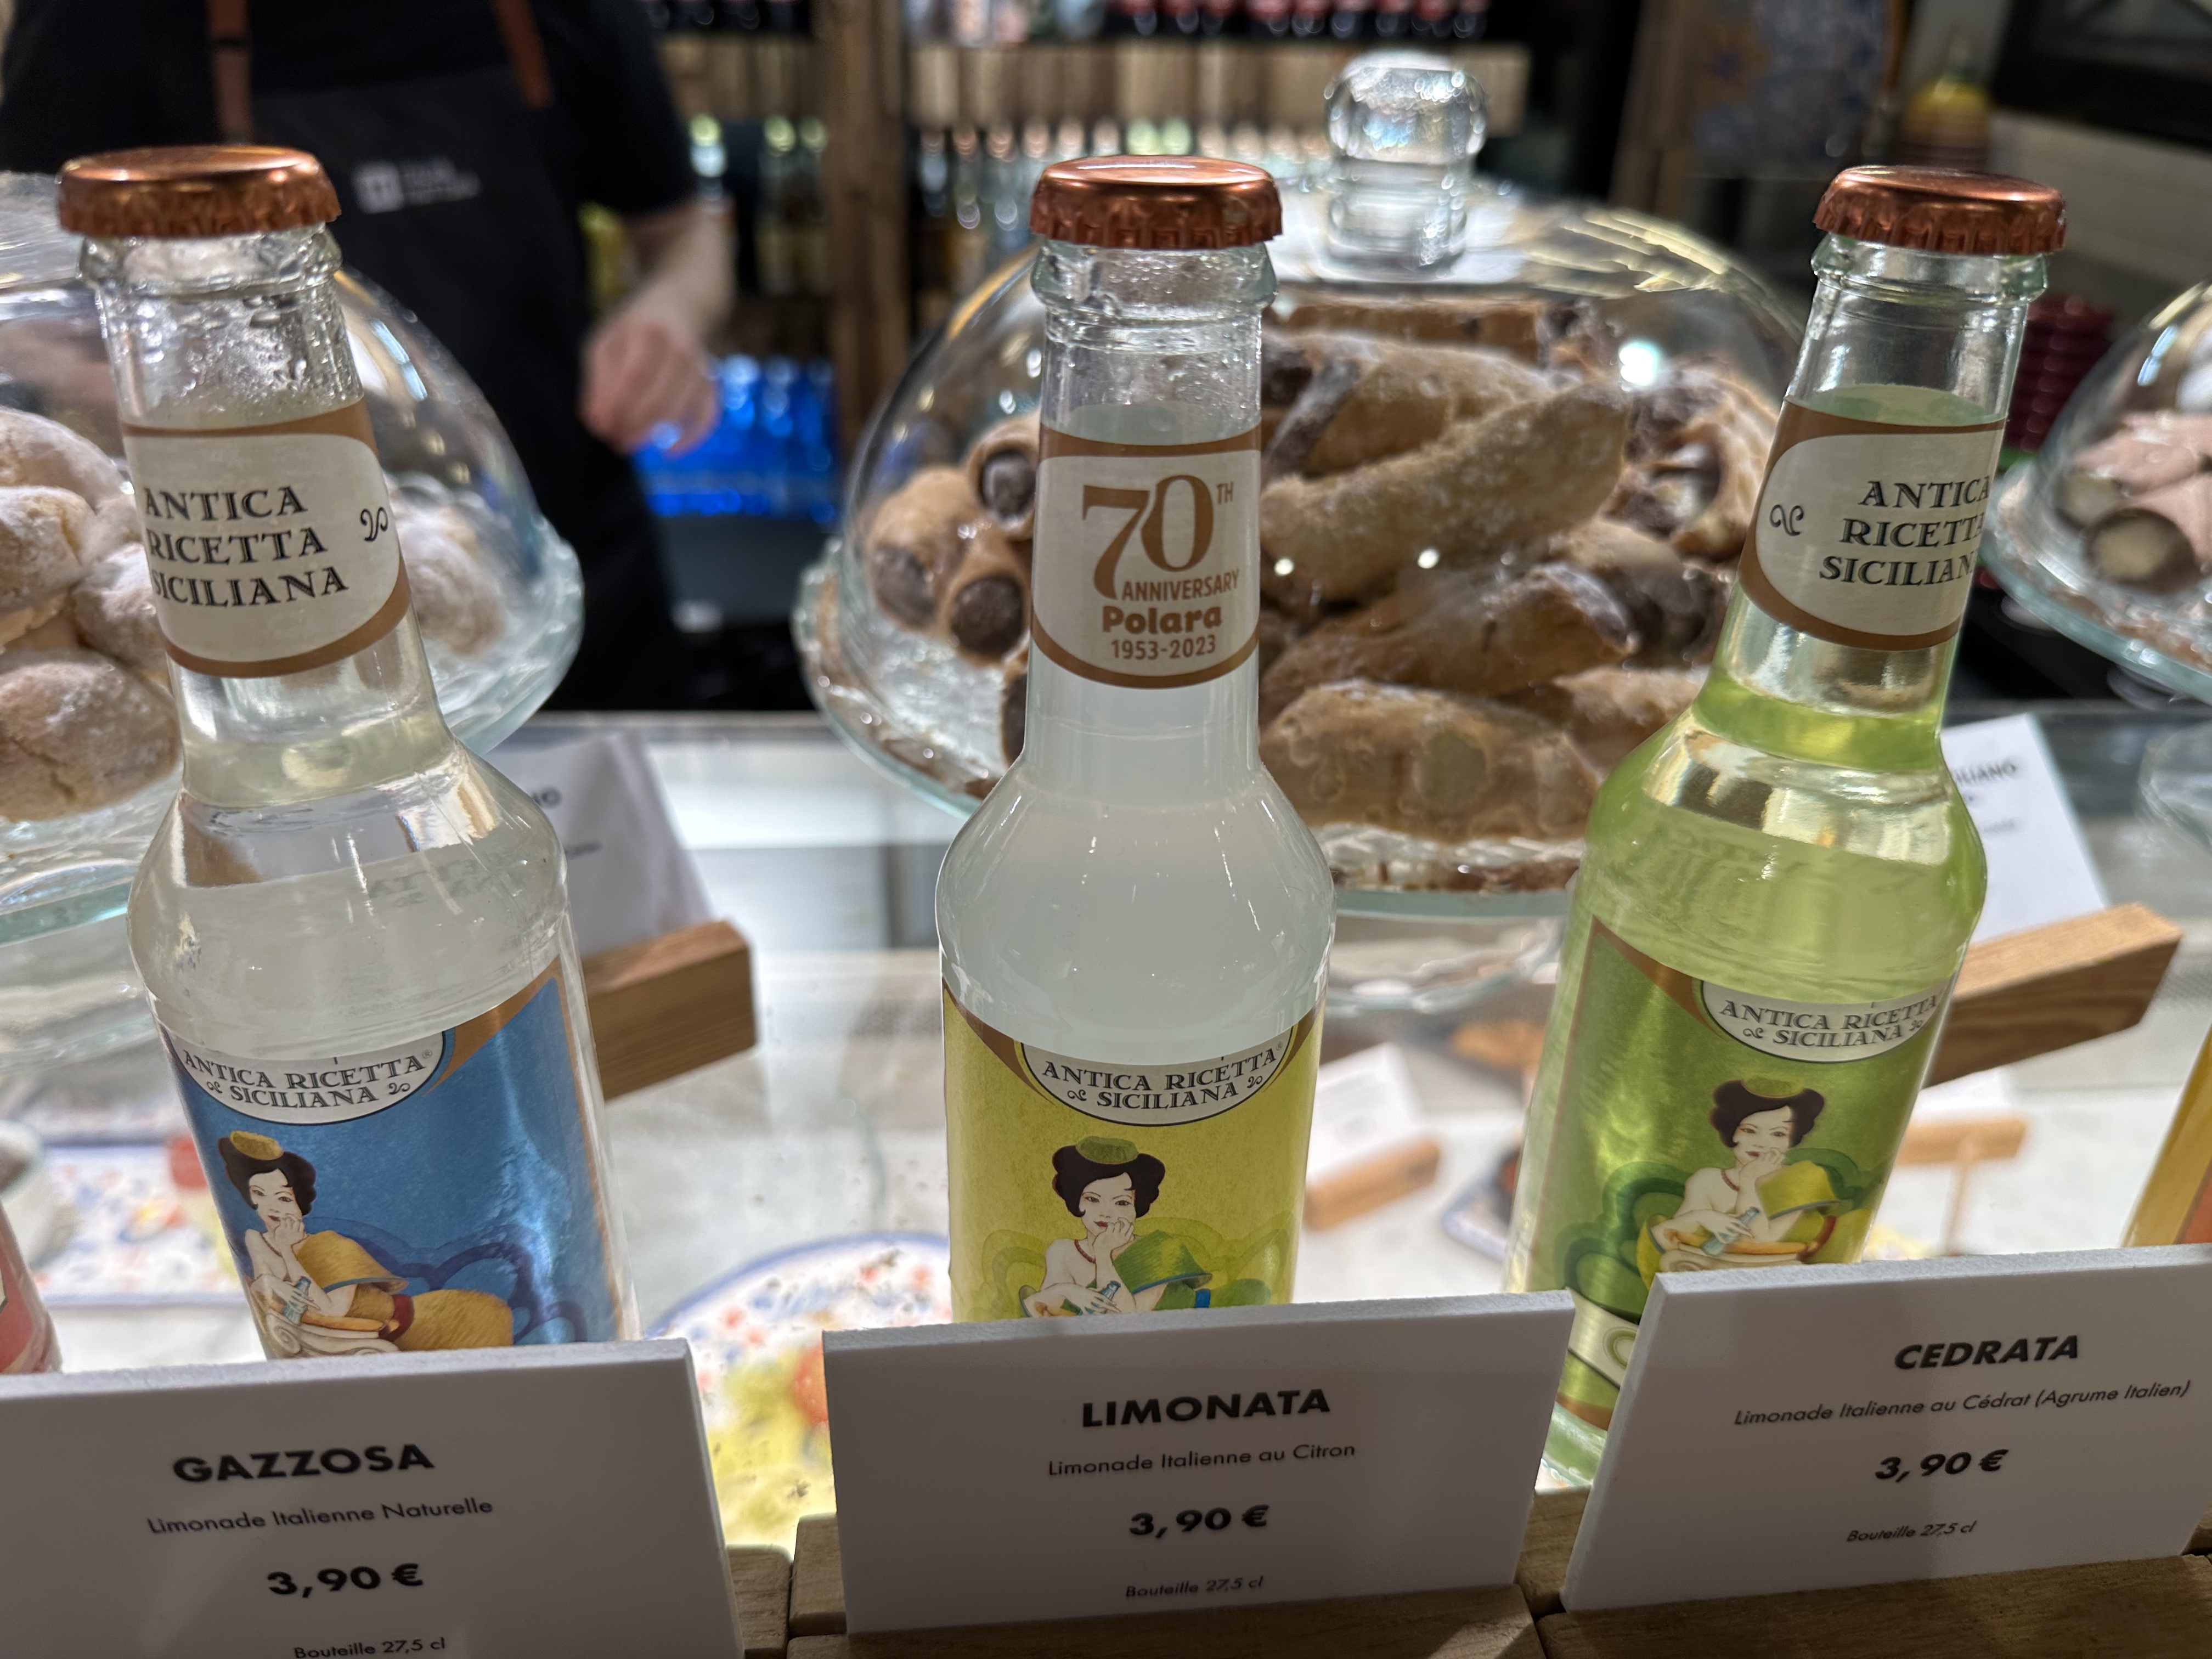 ANTICA
RICETTA
SICILIANA
ANTICA RICETTA®
SICILIANA
GAZZOSA
Limonade Italienne Naturelle
3,90 €
Bouteille 27,5 cl
70TH
ANNIVERSARY
Polara
1953-2023
ANTICA RICETTA®
SICILIANA
LIMONATA
Limonade Italienne au Citron
3,90 €
Bouteille 27,5 cl
ANTICA
RICETTA
SICILIAN
ANTICA RICETTA
SICILIANA
CEDRATA
Limonade Italienne au Cédrat (Agrume Italien)
3,90 €
Bouteille 27,5 cl